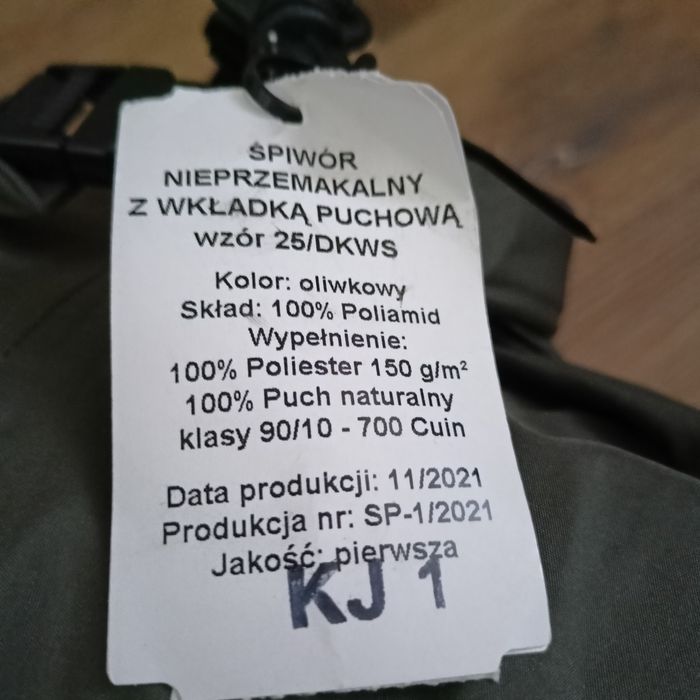 ŚPIWÓR
NIEPRZEMAKALNY
Z WKŁADKĄ PUCHOWĄ
wzór 25/DKWS
Kolor: oliwkowy
Skład: 100% Poliamid
Wypełnienie:
100% Poliester 150 g/m²
100% Puch naturalny
klasy 90/10 - 700 Cuin
Data produkcji: 11/2021
Produkcja nr: SP-1/2021
Jakość: pierwsza
KJ 1